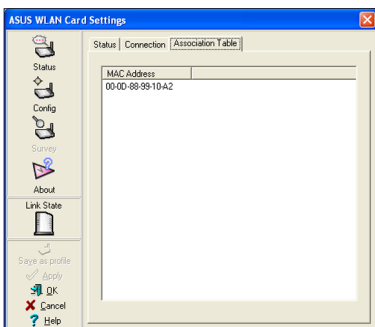 ASUS WLAN Card Settings
Status
Config
Survey
About
Link State
Save as profile
Apply
OK
Cancel
Help
Status Connection Association Table
MAC Address
00-0D-88-99-10-A2